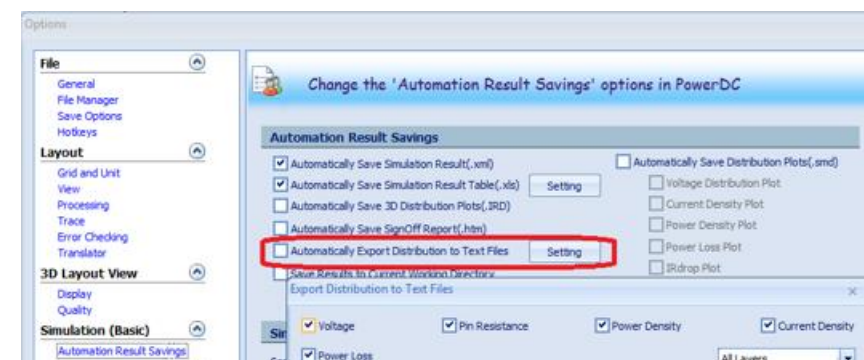 Options
File
General
File Manager
Save Options
Hotkeys
Layout
Grid and Unit
View
Processing
Trace
Error Checking
Translator
3D Layout View
Display
Quality
Simulation (Basic)
Automation Result Savings
Change the 'Automation Result Savings' options in PowerDC
Automation Result Savings
Automatically Save Simulation Result(.xml)
Automatically Save Simulation Result Table(.xls) Setting
Automatically Save 3D Distribution Plots(.IRD)
Automatically Save SignOff Report(.htm)
Automatically Export Distribution to Text Files Setting
Save Results to Current Working Directory
Automatically Save Distribution Plots(.smd)
Voltage Distribution Plot
Current Density Plot
Power Density Plot
Power Loss Plot
IRdrop Plot
Export Distribution to Text Files
Voltage Pin Resistance Power Density Current Density
Power Loss All Layers